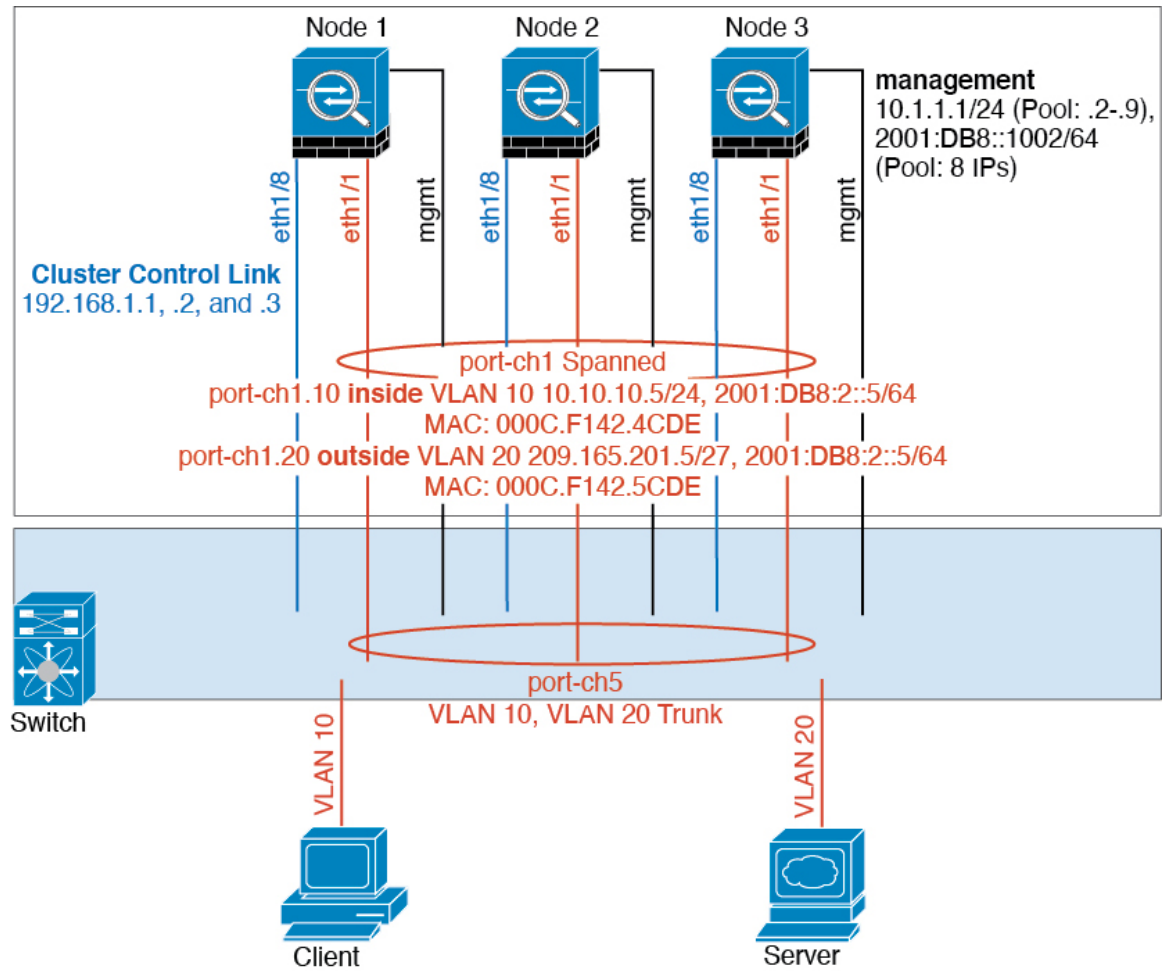 Node 1
Node 2
Node 3
management
10.1.1.1/24 (Pool: .2-.9),
2001:DB8::1002/64
(Pool: 8 IPs)
eth1/8
eth1/1
mgmt
eth1/8
eth1/1
mgmt
eth1/8
eth1/1
mgmt
Cluster Control Link
192.168.1.1, .2, and .3
port-ch1 Spanned
port-ch1.10 inside VLAN 10 10.10.10.5/24, 2001:DB8:2::5/64
MAC: 000C.F142.4CDE
port-ch1.20 outside VLAN 20 209.165.201.5/27, 2001:DB8:2::5/64
MAC: 000C.F142.5CDE
port-ch5
VLAN 10, VLAN 20 Trunk
Switch
VLAN 10
VLAN 20
Client
Server